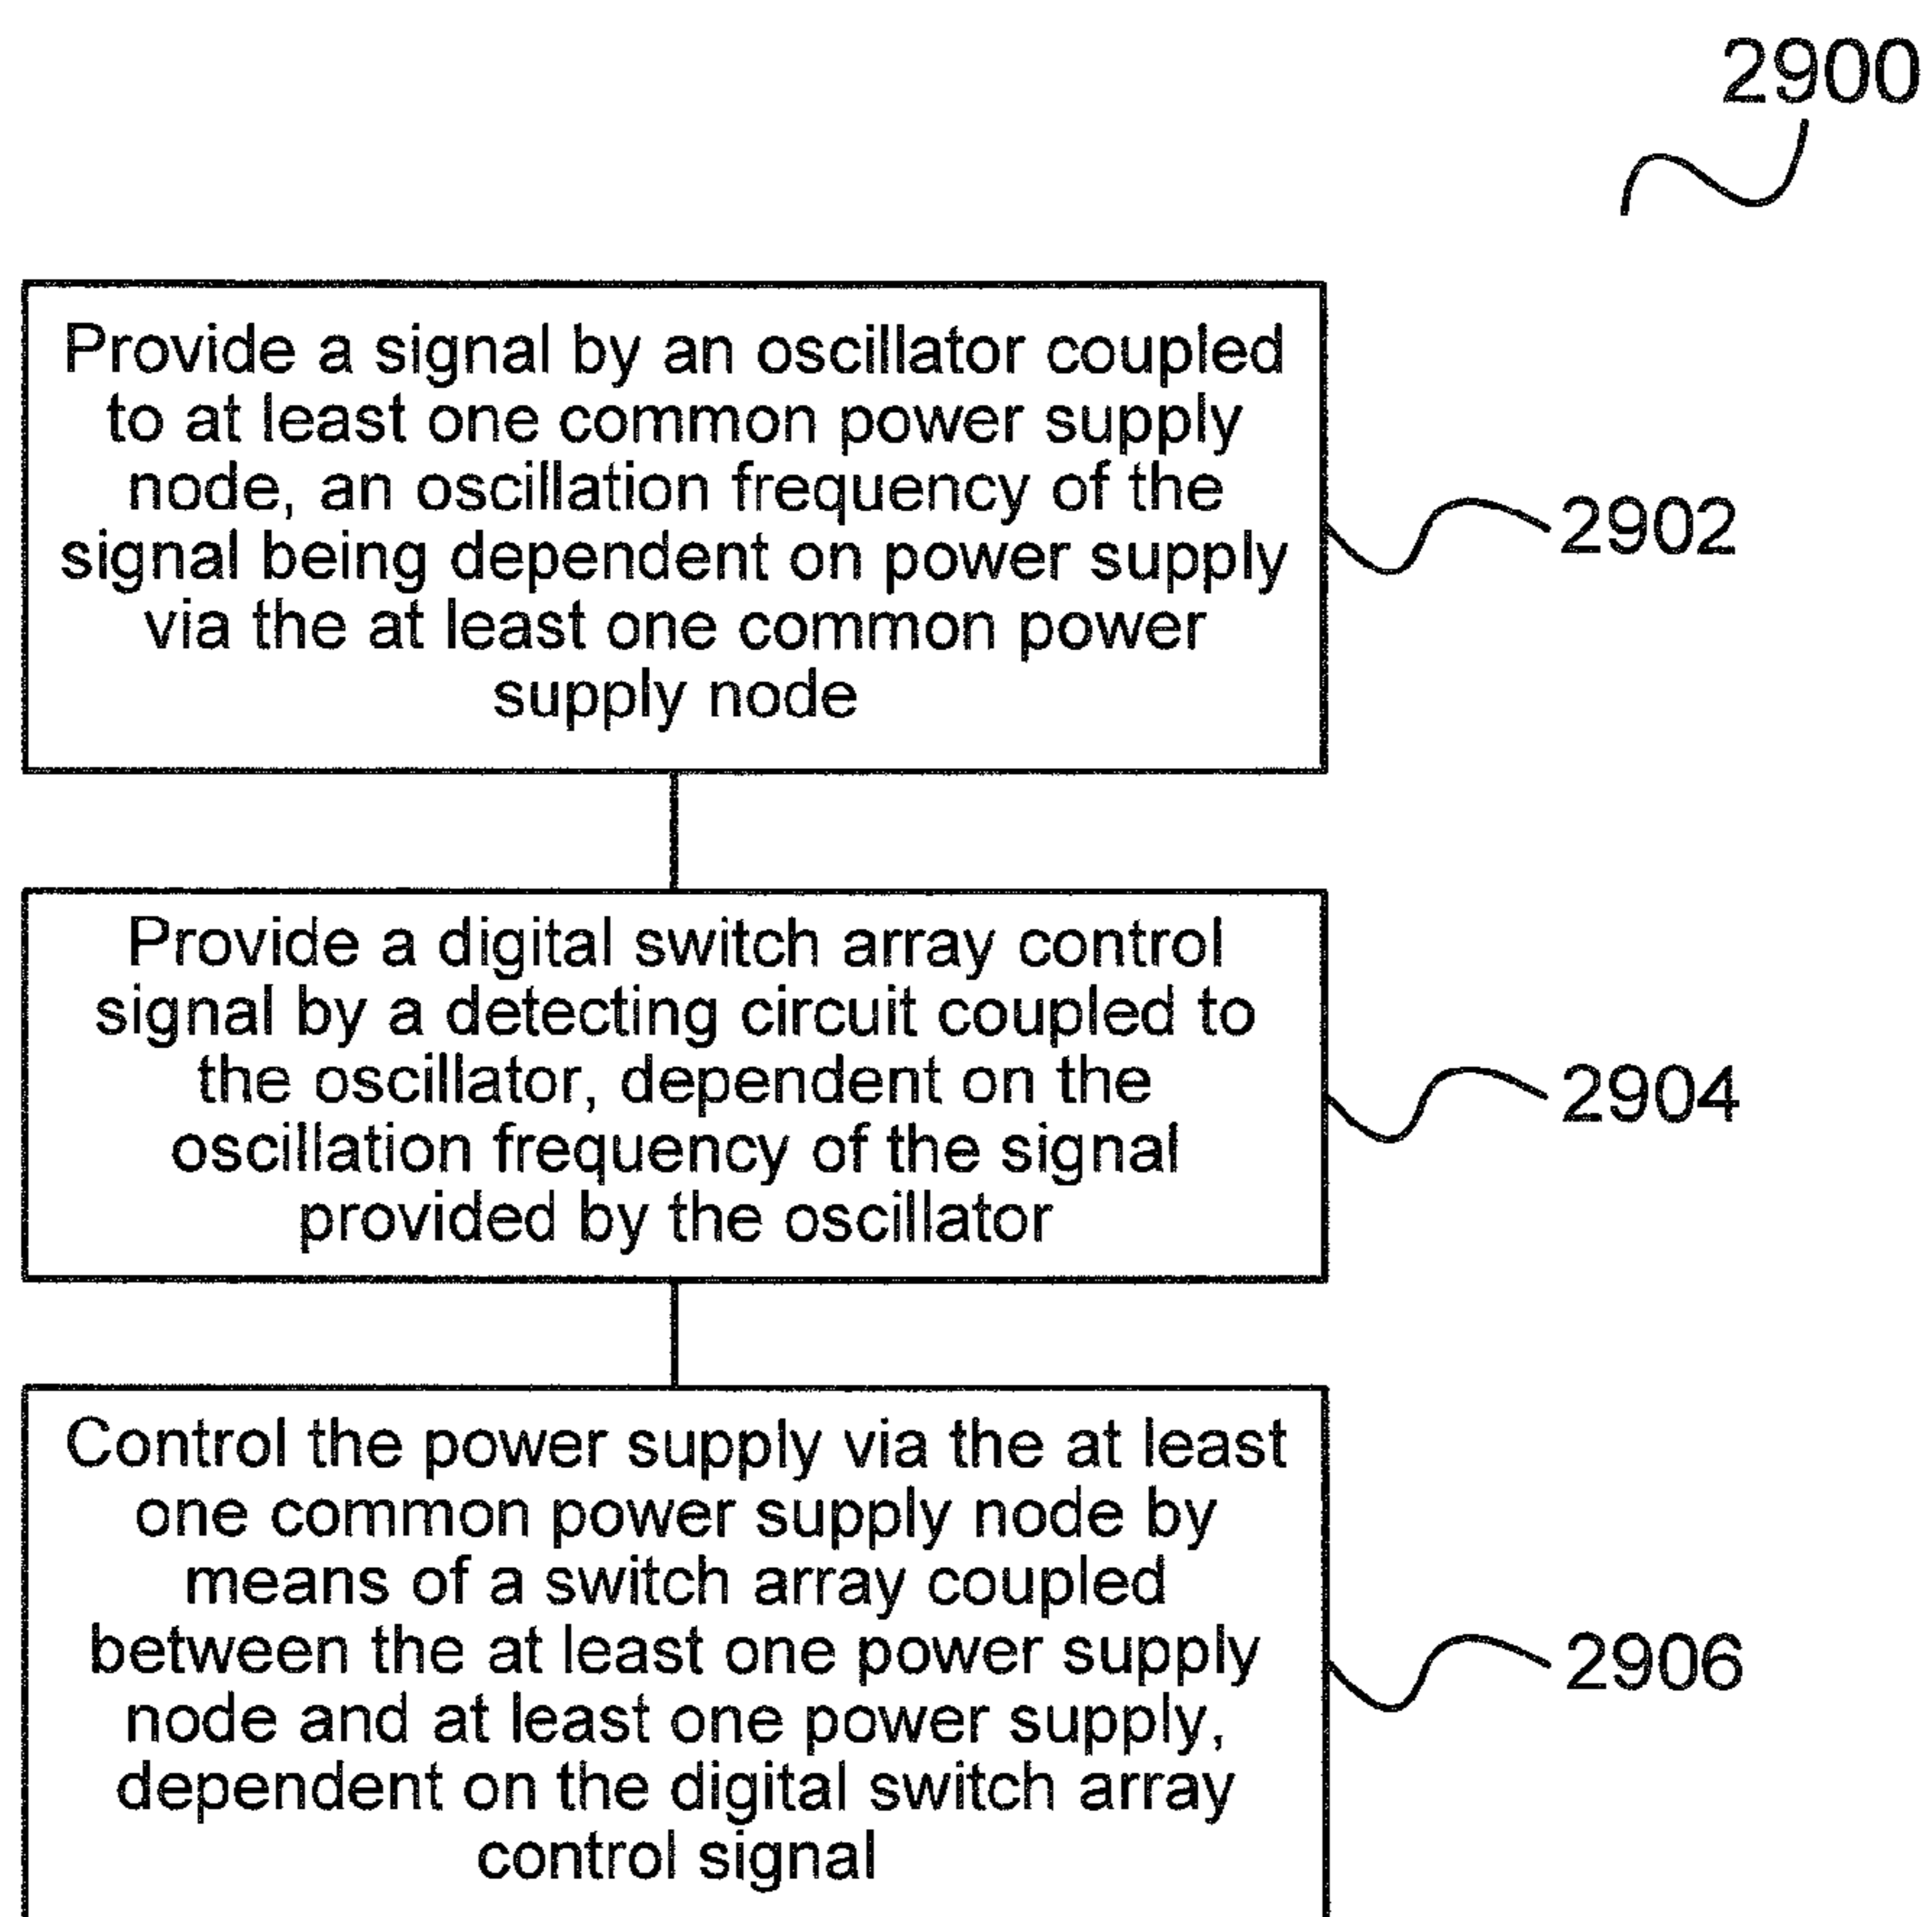 2900
Provide a signal by an oscillator coupled
to at least one common power supply
node, an oscillation frequency of the
signal being dependent on power supply
via the at least one common power
supply node
2902
Provide a digital switch array control
signal by a detecting circuit coupled to
the oscillator, dependent on the
oscillation frequency of the signal
provided by the oscillator
2904
Control the power supply via the at least
one common power supply node by
means of a switch array coupled
between the at least one power supply
node and at least one power supply,
dependent on the digital switch array
control signal
2906